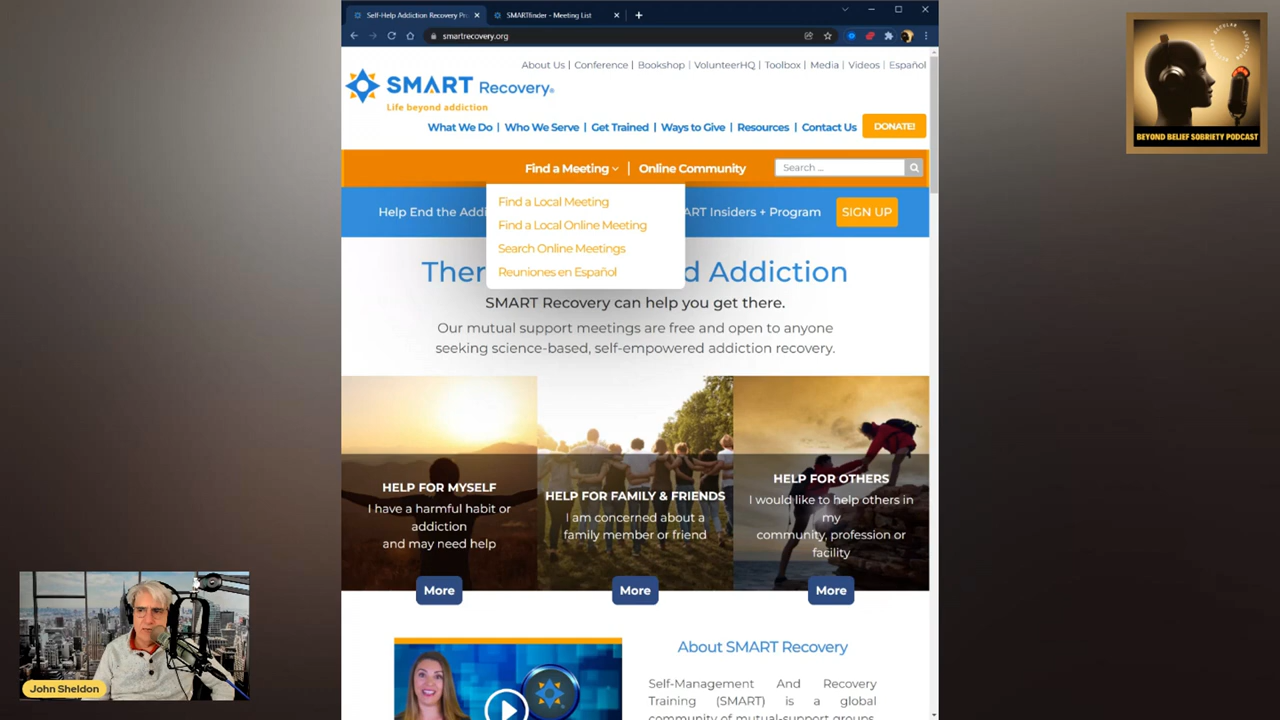 Self-Help Addiction Recovery Pr
SMARTfinder - Meeting List
smartrecovery.org
About Us | Conference | Bookshop | VolunteerHQ | Toolbox | Media | Videos | Español
SMART Recovery®
Life beyond addiction
What We Do | Who We Serve | Get Trained | Ways to Give | Resources | Contact Us
DONATE!
Find a Meeting | Online Community
Search ...
Find a Local Meeting
Find a Local Online Meeting
Search Online Meetings
Reuniones en Español
Help End the Addi
ART Insiders + Program
SIGN UP
Ther
d Addiction
SMART Recovery can help you get there.
Our mutual support meetings are free and open to anyone
seeking science-based, self-empowered addiction recovery.
HELP FOR MYSELF
I have a harmful habit or
addiction
and may need help
More
HELP FOR FAMILY & FRIENDS
I am concerned about a
family member or friend
More
HELP FOR OTHERS
I would like to help others in
my
community, profession or
facility
More
About SMART Recovery
Self-Management And Recovery
Training (SMART) is a global
community of mutual-support groups.
BEYOND BELIEF SOBRIETY PODCAST
John Sheldon